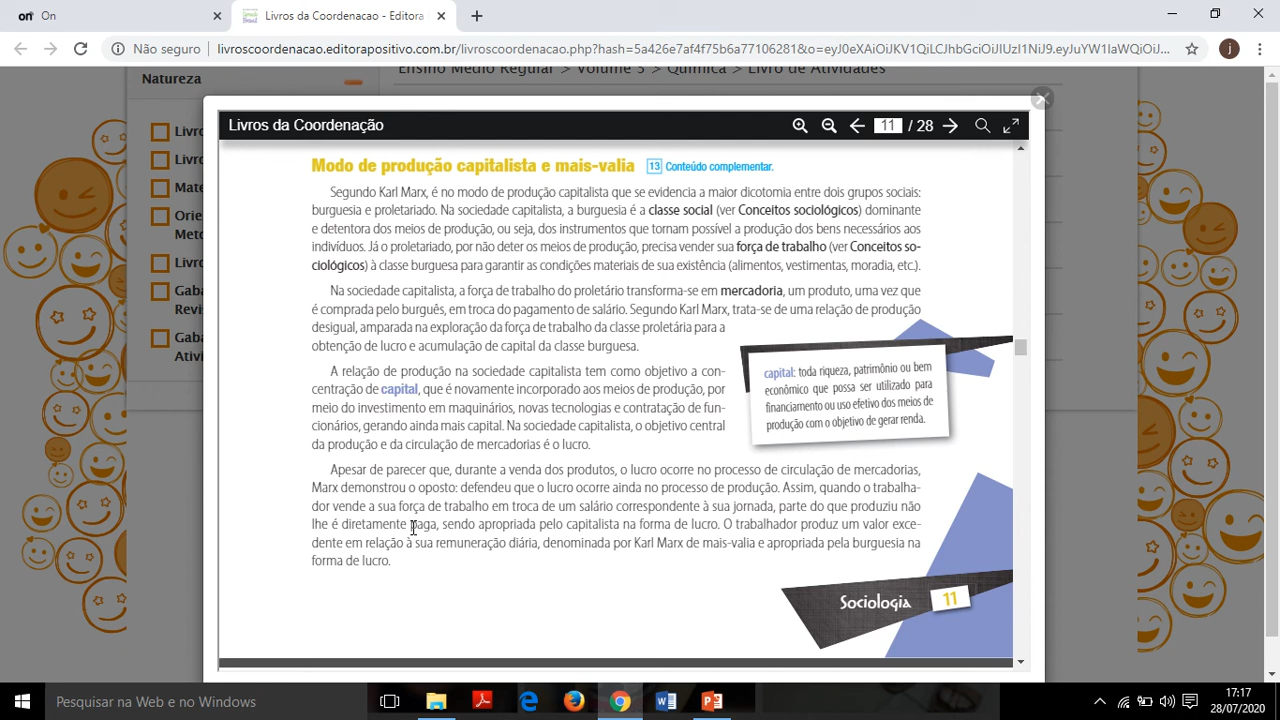 On
Livros da Coordenacao - Editora
Não seguro
livroscoordenacao.editorapositivo.com.br/livroscoordenacao.php?hash=5a426e7af4f75b6a77106281&o=eyJ0eXAiOiJKV1QiLCJhbGciOiJIUzI1NiJ9.eyJuYW1laWQiOiJ...
j
Natureza
Ensino Médio Regular > Volume 5 > Química > Livro de Atividades
Livros da Coordenação
11 / 28
Livr
Livr
Mate
Orie
Meto
Livr
Gaba
Revis
Gaba
Ativi
Modo de produção capitalista e mais-valia 13 Conteúdo complementar.
Segundo Karl Marx, é no modo de produção capitalista que se evidencia a maior dicotomia entre dois grupos sociais:
burguesia e proletariado. Na sociedade capitalista, a burguesia é a classe social (ver Conceitos sociológicos) dominante
e detentora dos meios de produção, ou seja, dos instrumentos que tornam possível a produção dos bens necessários aos
indivíduos. Já o proletariado, por não deter os meios de produção, precisa vender sua força de trabalho (ver Conceitos so-
ciológicos) à classe burguesa para garantir as condições materiais de sua existência (alimentos, vestimentas, moradia, etc.).
Na sociedade capitalista, a força de trabalho do proletário transforma-se em mercadoria, um produto, uma vez que
é comprada pelo burguês, em troca do pagamento de salário. Segundo Karl Marx, trata-se de uma relação de produção
desigual, amparada na exploração da força de trabalho da classe proletária para a
obtenção de lucro e acumulação de capital da classe burguesa.
A relação de produção na sociedade capitalista tem como objetivo a con-
centração de capital, que é novamente incorporado aos meios de produção, por
meio do investimento em maquinários, novas tecnologias e contratação de fun-
cionários, gerando ainda mais capital. Na sociedade capitalista, o objetivo central
da produção e da circulação de mercadorias é o lucro.
capital: toda riqueza, patrimônio ou bem
econômico que possa ser utilizado para
financiamento ou uso efetivo dos meios de
produção com o objetivo de gerar renda.
Apesar de parecer que, durante a venda dos produtos, o lucro ocorre no processo de circulação de mercadorias,
Marx demonstrou o oposto: defendeu que o lucro ocorre ainda no processo de produção. Assim, quando o trabalha-
dor vende a sua força de trabalho em troca de um salário correspondente à sua jornada, parte do que produziu não
lhe é diretamente paga, sendo apropriada pelo capitalista na forma de lucro. O trabalhador produz um valor exce-
dente em relação à sua remuneração diária, denominada por Karl Marx de mais-valia e apropriada pela burguesia na
forma de lucro.
Sociologia 11
Pesquisar na Web e no Windows
17:17
28/07/2020